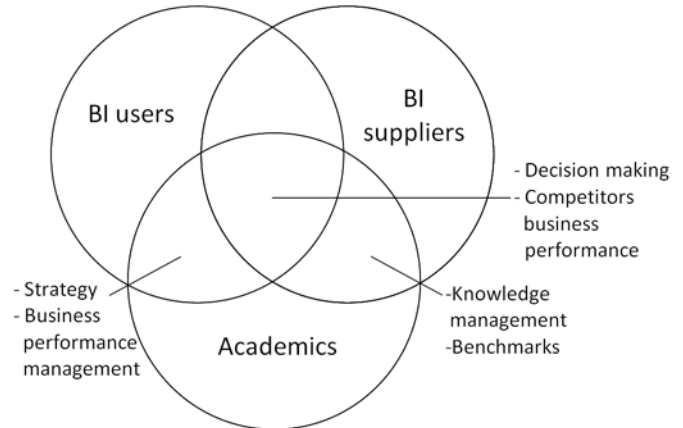 BI users
BI
suppliers
- Decision making
- Competitors
business
performance
- Strategy
- Business
performance
management
-Knowledge
management
-Benchmarks
Academics